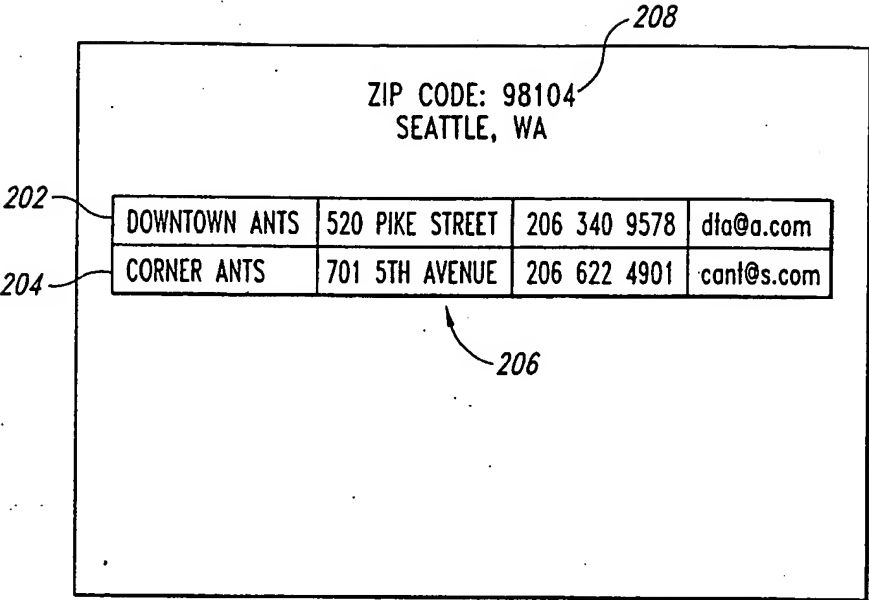 208
ZIP CODE: 98104
SEATTLE, WA
202
DOWNTOWN ANTS 520 PIKE STREET 206 340 9578 dta@a.com
204
CORNER ANTS 701 5TH AVENUE 206 622 4901 cant@s.com
206